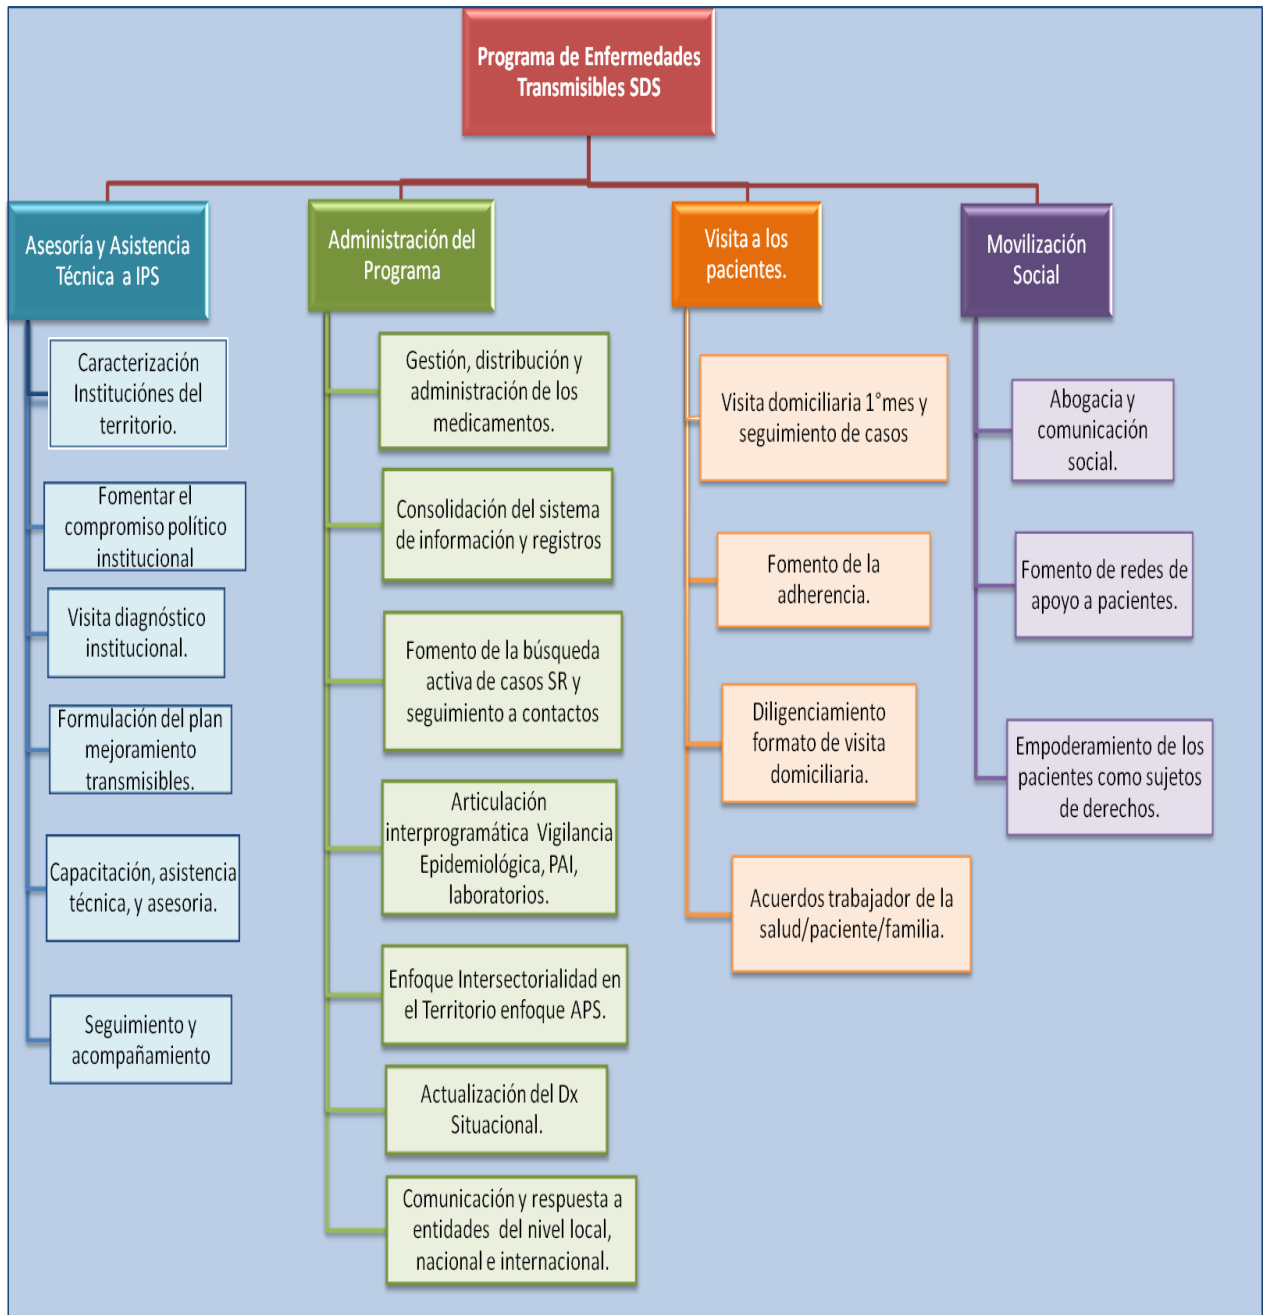 Programa de Enfermedades
Transmisibles SDS
Asesoría y Asistencia
Técnica a IPS
Caracterización
Instituciónes del
territorio.
Fomentar el
compromiso político
institucional
Visita diagnóstico
institucional.
Formulación del plan
mejoramiento
transmisibles.
Capacitación, asistencia
técnica, y asesoria.
Seguimiento y
acompañamiento
Administración del
Programa
Gestión, distribución y
administración de los
medicamentos.
Consolidación del sistema
de información y registros
Fomento de la búsqueda
activa de casos SR y
seguimiento a contactos
Articulación
interprogramática Vigilancia
Epidemiológica, PAI,
laboratorios.
Enfoque Intersectorialidad en
el Territorio enfoque APS.
Actualización del Dx
Situacional.
Comunicación y respuesta a
entidades del nivel local,
nacional e internacional.
Visita a los
pacientes.
Visita domiciliaria 1°mes y
seguimiento de casos
Fomento de la
adherencia.
Diligenciamiento
formato de visita
domiciliaria.
Acuerdos trabajador de la
salud/paciente/familia.
Movilización
Social
Abogacia y
comunicación
social.
Fomento de redes de
apoyo a pacientes.
Empoderamiento de los
pacientes como sujetos
de derechos.